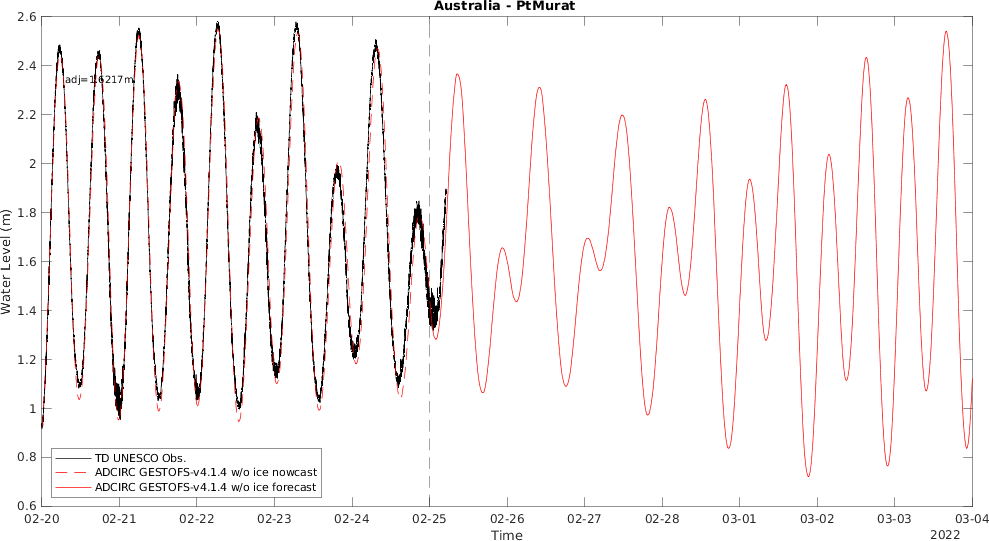 Australia - PtMurat
2.6
2.4
adj=1.6217m
2.2
2
1.8
1.6
1.4
1.2
1
0.8
0.6
Water Level (m)
TD UNESCO Obs.
ADCIRC GESTOFS-v4.1.4 w/o ice nowcast
ADCIRC GESTOFS-v4.1.4 w/o ice forecast
02-20 02-21 02-22 02-23 02-24 02-25 02-26 02-27 02-28 03-01 03-02 03-03 03-04
Time
2022